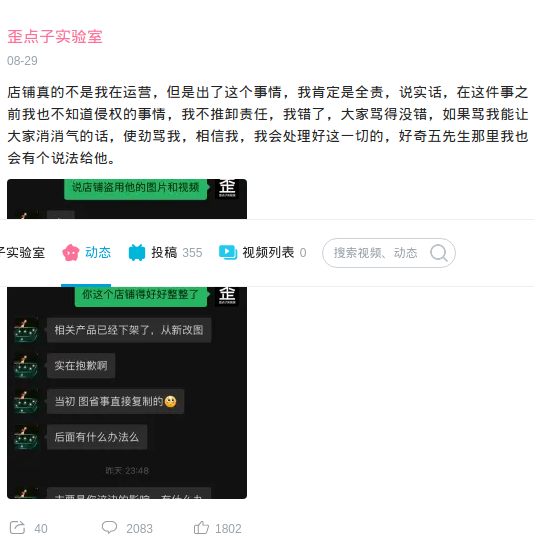 歪点子实验室
08-29
店铺真的不是我在运营，但是出了这个事情，我肯定是全责，说实话，在这件事之
前我也不知道侵权的事情，我不推卸责任，我错了，大家骂得没错，如果骂我能让
大家消消气的话，使劲骂我，相信我，我会处理好这一切的，好奇五先生那里我也
会有个说法给他。
说店铺盗用他的图片和视频
歪
子实验室 动态 投稿 355 视频列表 0 搜索视频、动态
你这个店铺得好好整整了
歪
相关产品已经下架了，从新改图
实在抱歉啊
当初 图省事直接复制的
后面有什么办法么
昨天 23:48
40 2083 1802